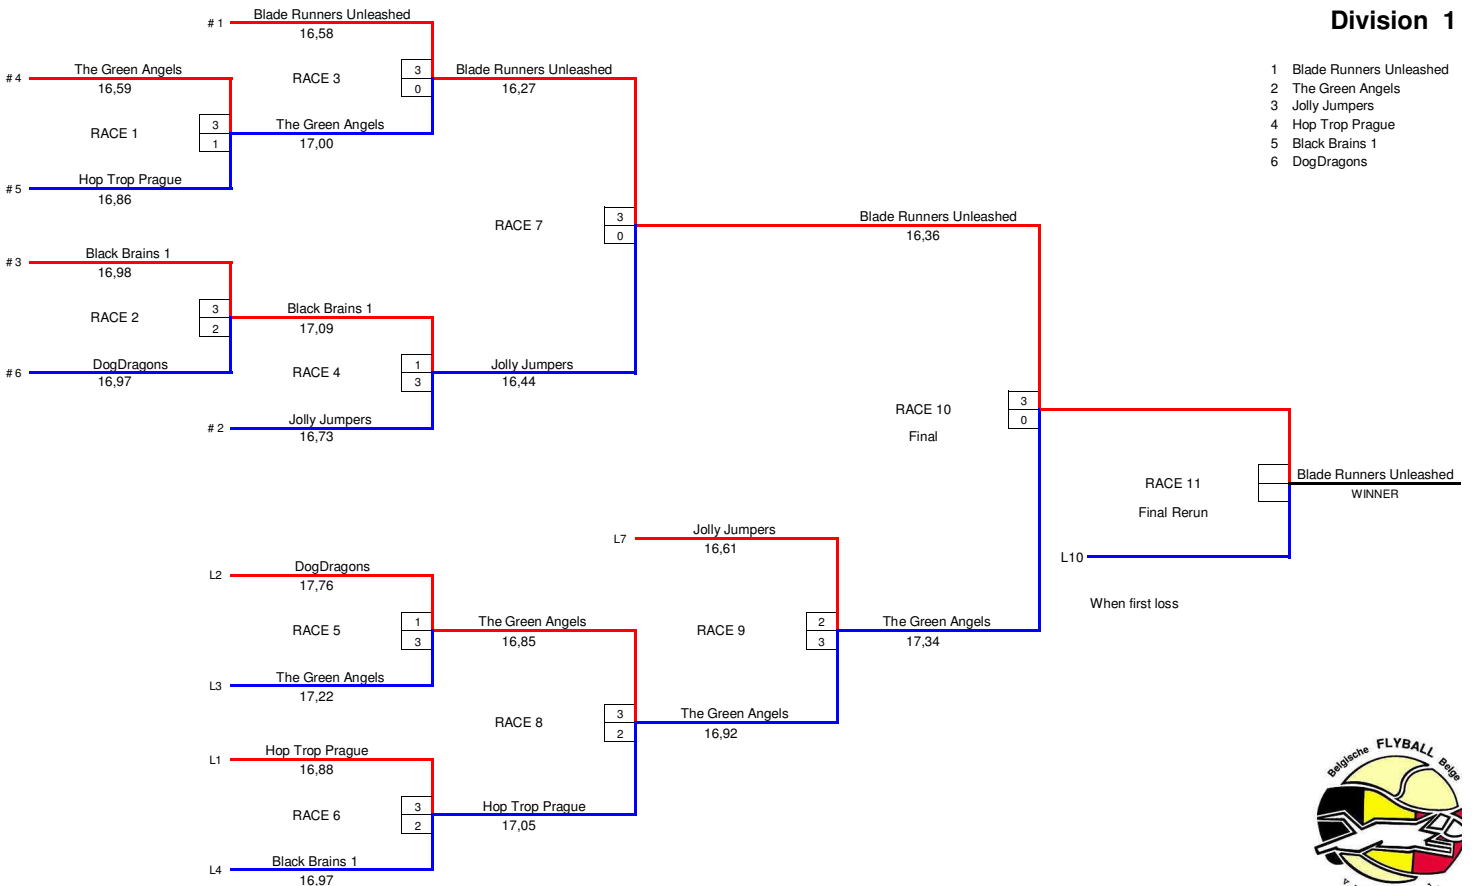 Division 1
1 Blade Runners Unleashed
2 The Green Angels
3 Jolly Jumpers
4 Hop Trop Prague
5 Black Brains 1
6 DogDragons
# 1 Blade Runners Unleashed
16,58
RACE 3
3
0
Blade Runners Unleashed
16,27
# 4 The Green Angels
16,59
RACE 1
3
1
The Green Angels
17,00
# 5 Hop Trop Prague
16,86
RACE 7
3
0
Blade Runners Unleashed
16,36
# 3 Black Brains 1
16,98
RACE 2
3
2
Black Brains 1
17,09
# 6 DogDragons
16,97
RACE 4
1
3
Jolly Jumpers
16,44
# 2 Jolly Jumpers
16,73
RACE 10
Final
3
0
RACE 11
Final Rerun
Blade Runners Unleashed
WINNER
L10
When first loss
L7 Jolly Jumpers
16,61
L2 DogDragons
17,76
RACE 5
1
3
The Green Angels
16,85
RACE 9
2
3
The Green Angels
17,34
L3 The Green Angels
17,22
RACE 8
3
2
The Green Angels
16,92
L1 Hop Trop Prague
16,88
RACE 6
3
2
Hop Trop Prague
17,05
L4 Black Brains 1
16,97
Belgische FLYBALL Belge